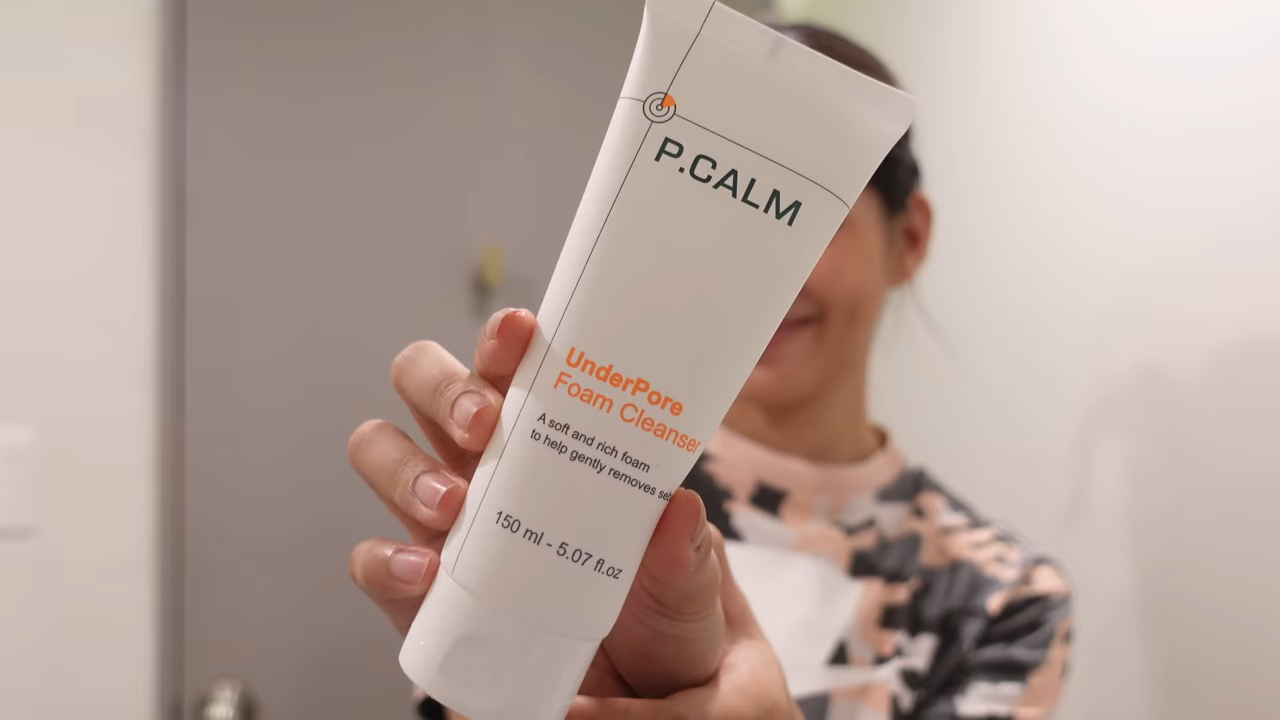 P.CALM
UnderPore
Foam Cleanser
A soft and rich foam
to help gently removes
150 ml - 5.07 fl.oz